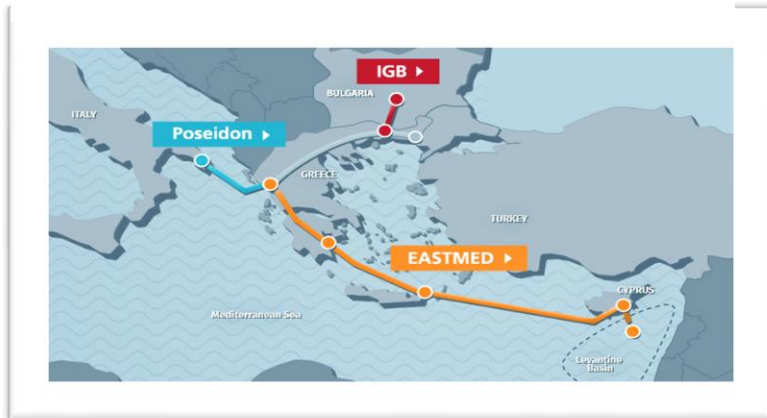 IGB
BULGARIA
ITALY
Poseidon
GREECE
TURKEY
EASTMED
CYPRUS
Mediterranean Sea
Levantine
Basin